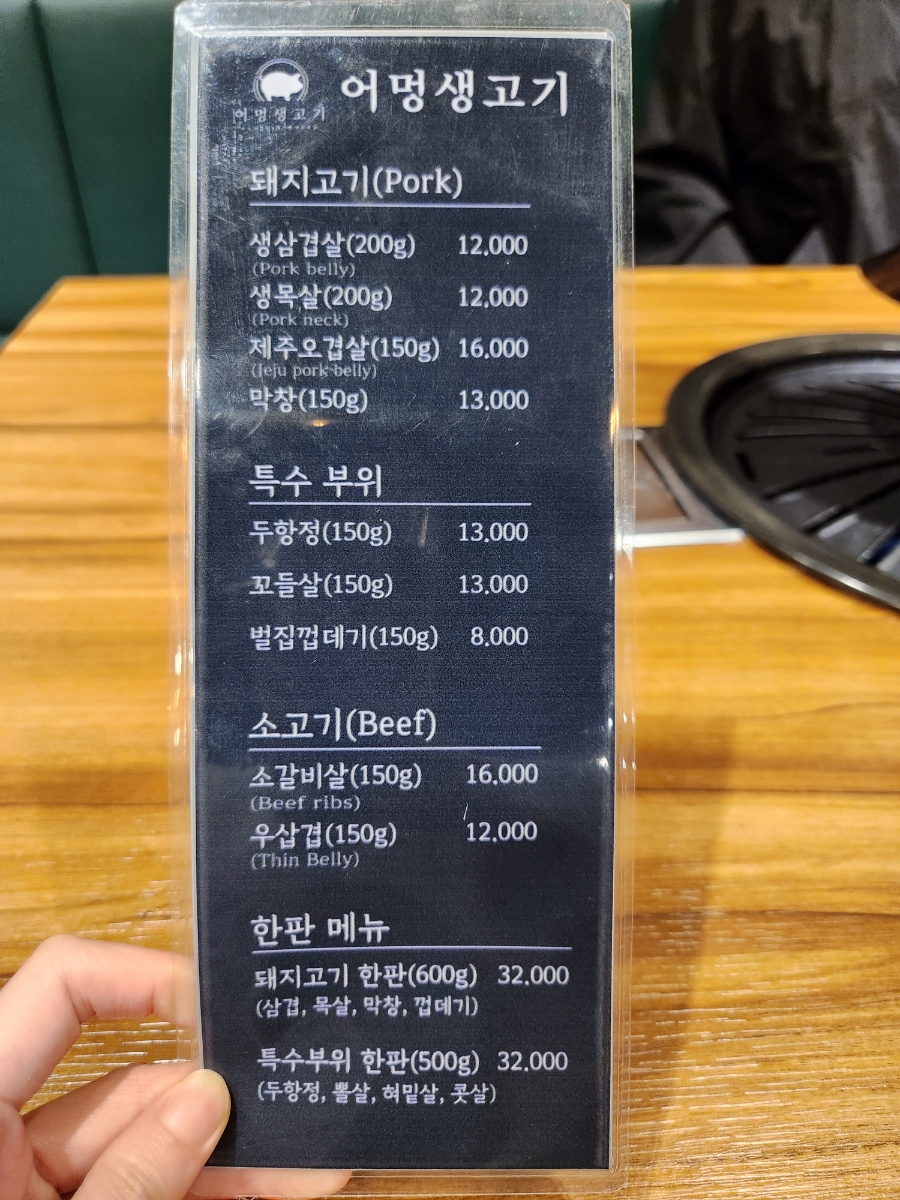 어멍생고기
어멍생고기
돼지고기(Pork)
생삼겹살(200g) 12,000
(Pork belly)
생목살(200g) 12,000
(Pork neck)
제주오겹살(150g) 16,000
(Jeju pork belly)
막창(150g) 13,000
특수 부위
두항정(150g) 13,000
꼬들살(150g) 13,000
벌집껍데기(150g) 8,000
소고기(Beef)
소갈비살(150g) 16,000
(Beef ribs)
우삼겹(150g) 12,000
(Thin Belly)
한판 메뉴
돼지고기 한판(600g) 32,000
(삼겹, 목살, 막창, 껍데기)
특수부위 한판(500g) 32,000
(두항정, 뽈살, 혀밑살, 콧살)